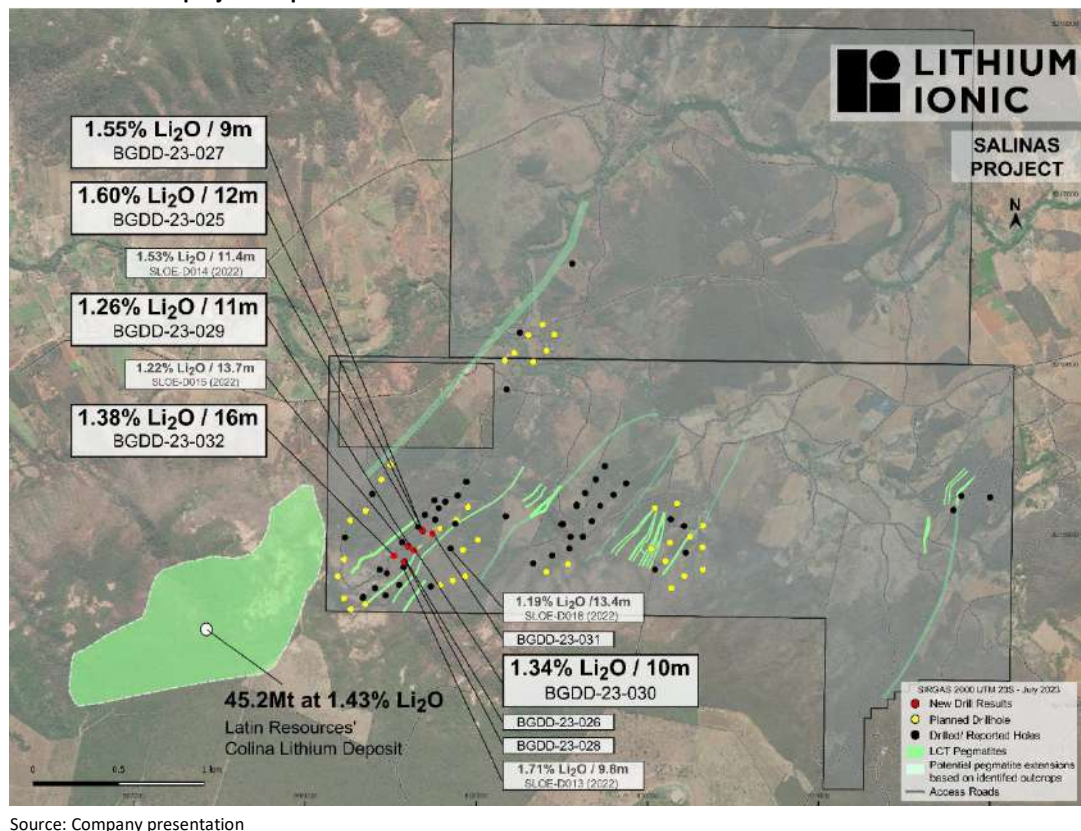 LITHIUM
IONIC
SALINAS
PROJECT
N
1.55% Li₂O / 9m
BGDD-23-027
1.60% Li₂O / 12m
BGDD-23-025
1.53% Li₂O / 11.4m
SLOE-D014 (2022)
1.26% Li₂O / 11m
BGDD-23-029
1.22% Li₂O / 13.7m
SLOE-D015 (2022)
1.38% Li₂O / 16m
BGDD-23-032
1.19% Li₂O /13.4m
SLOE-D018 (2022)
BGDD-23-031
1.34% Li₂O / 10m
BGDD-23-030
BGDD-23-026
BGDD-23-028
1.71% Li₂O / 9.8m
SLOE-D013 (2022)
45.2Mt at 1.43% Li₂O
Latin Resources'
Colina Lithium Deposit
SIRGAS 2000 UTM 23S - July 2023
New Drill Results
Planned Drillhole
Drilled/ Reported Holes
LCT Pegmatites
Potential pegmatite extensions
based on identifed outcrops
Access Roads
0 0.5 1 km
Source: Company presentation